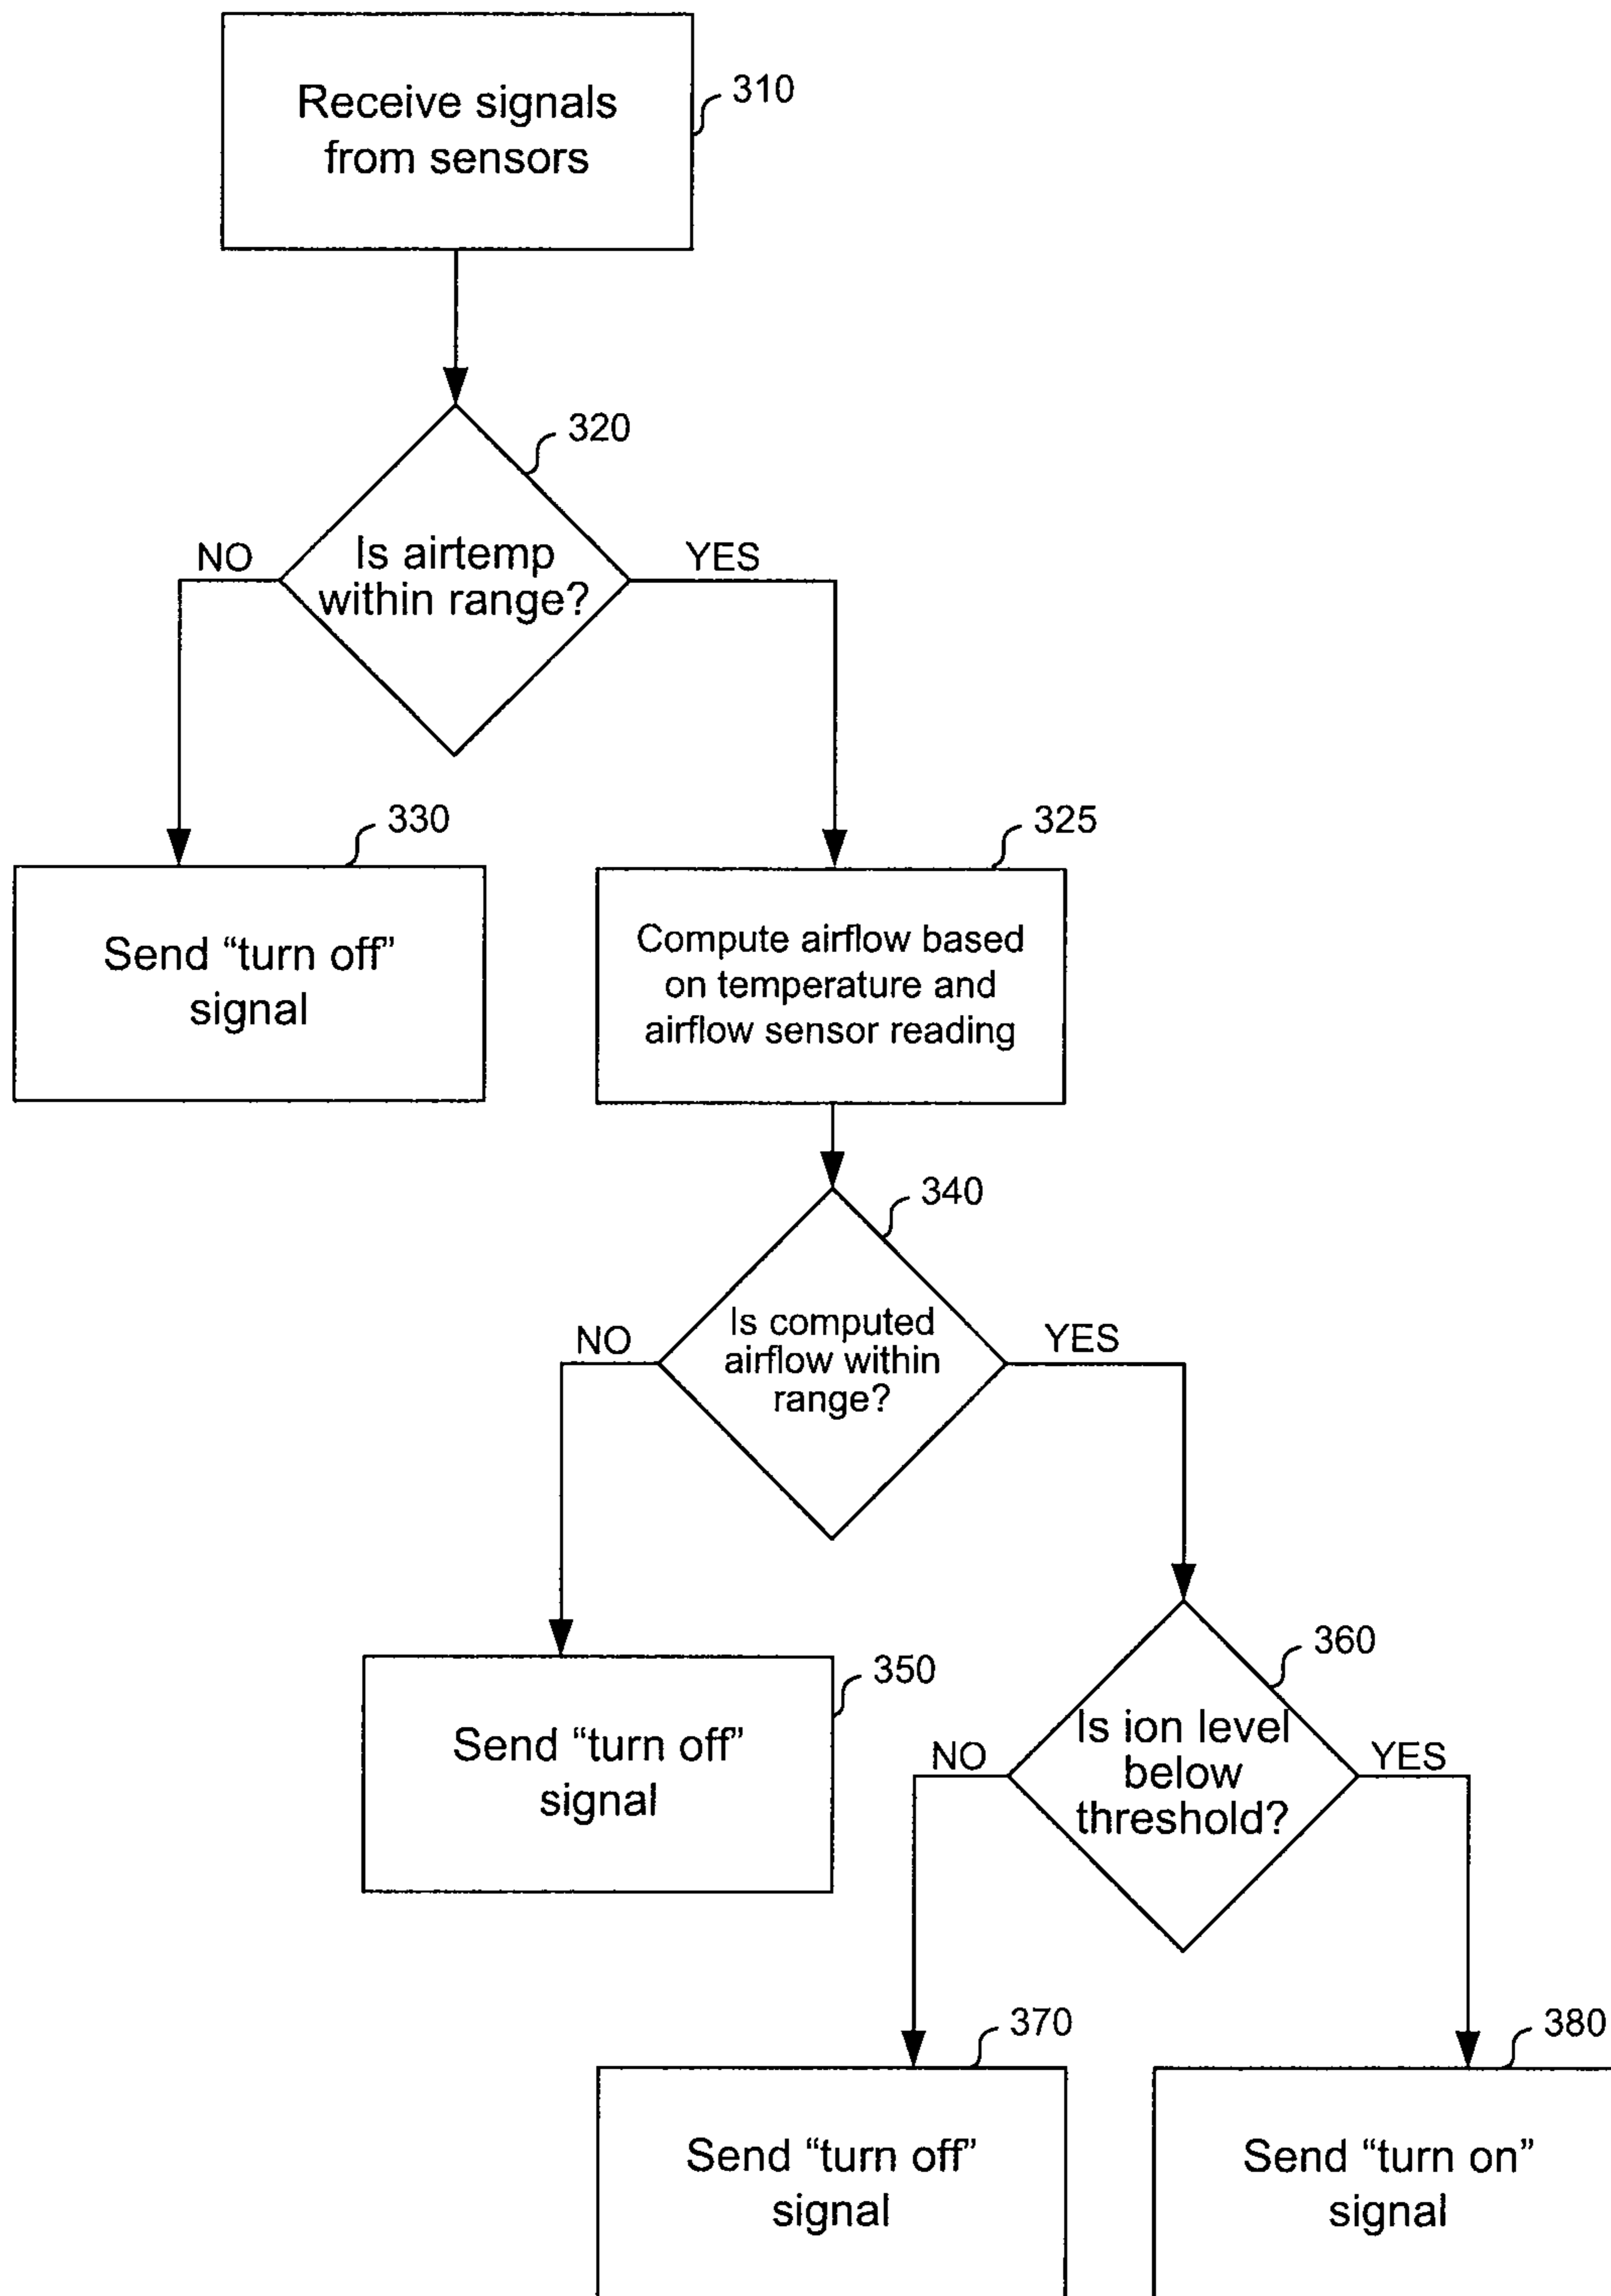 Receive signals
from sensors
310
320
NO
Is airtemp
within range?
YES
330
Send “turn off”
signal
325
Compute airflow based
on temperature and
airflow sensor reading
340
NO
Is computed
airflow within
range?
YES
350
Send “turn off”
signal
360
NO
Is ion level
below
threshold?
YES
370
Send “turn off”
signal
380
Send “turn on”
signal